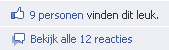 9 personen vinden dit leuk.
Bekijk alle 12 reacties